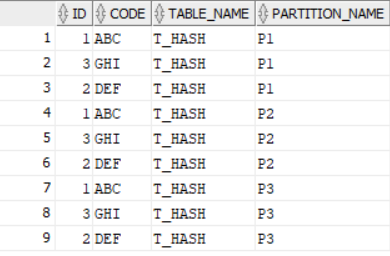 ID CODE TABLE_NAME PARTITION_NAME
1 1 ABC T_HASH P1
2 3 GHI T_HASH P1
3 2 DEF T_HASH P1
4 1 ABC T_HASH P2
5 3 GHI T_HASH P2
6 2 DEF T_HASH P2
7 1 ABC T_HASH P3
8 3 GHI T_HASH P3
9 2 DEF T_HASH P3